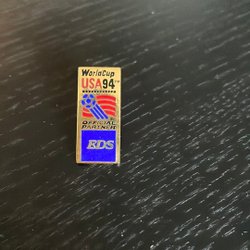 WorldCup
USA94
OFFICIAL
PARTNER
EDS